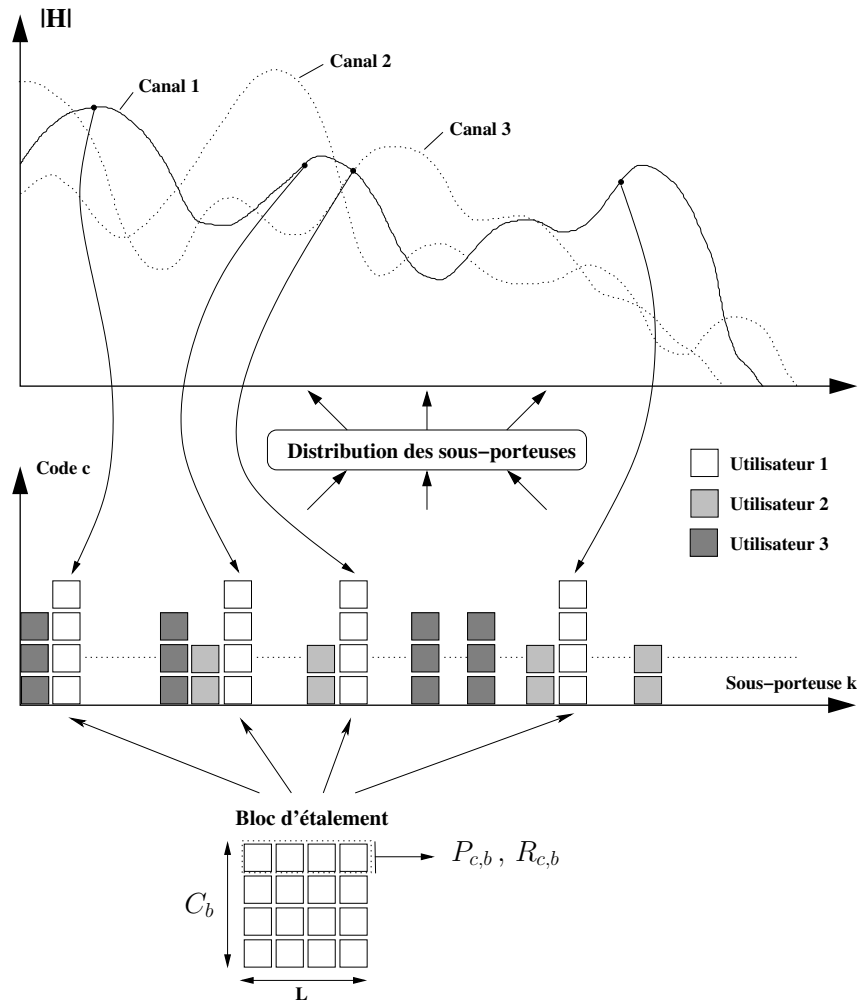 |H|
Canal 2
Canal 1
Canal 3
Distribution des sous-porteuses
Code c
Utilisateur 1
Utilisateur 2
Utilisateur 3
Sous-porteuse k
Bloc d'étalement
P_{c,b} , R_{c,b}
C_b
L